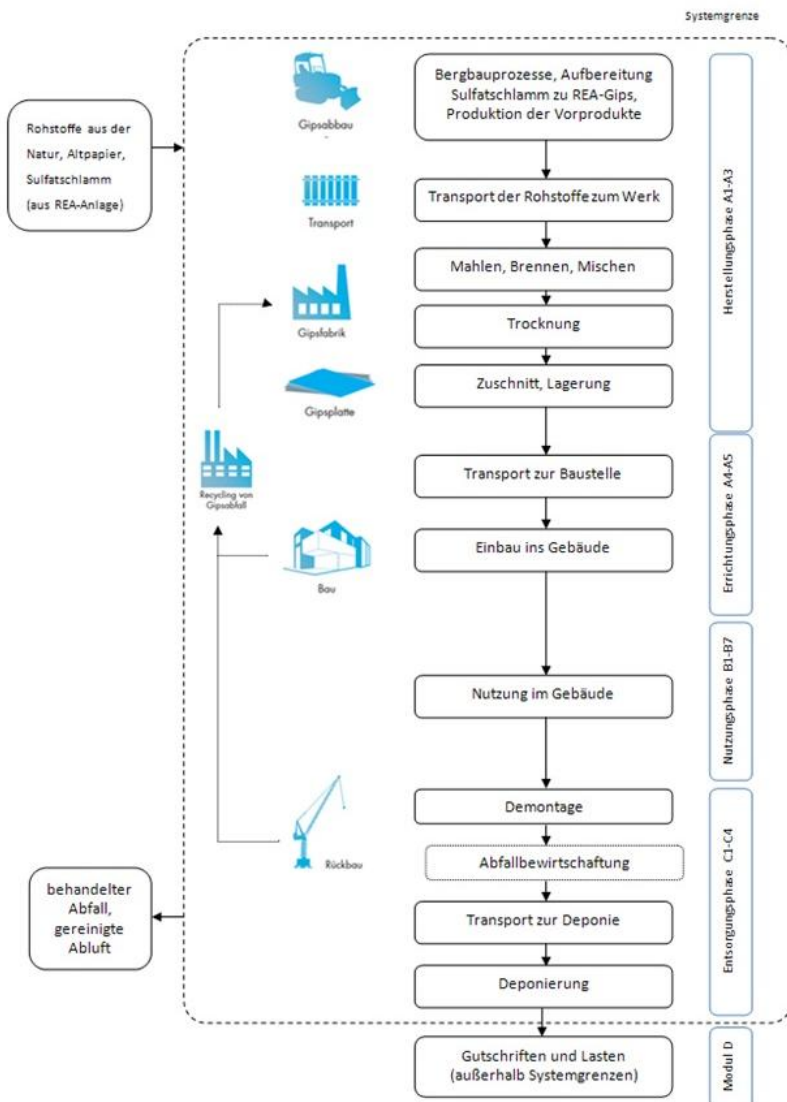 Systemgrenze
Rohstoffe aus der
Natur, Altpapier,
Sulfatschlamm
(aus REA-Anlage)
Gipsabbau
Transport
Gipsfabrik
Gipsplatte
Recycling von
Gipsabfall
Bau
Rückbau
behandelter
Abfall,
gereinigte
Abluft
Bergbauprozesse, Aufbereitung
Sulfatschlamm zu REA-Gips,
Produktion der Vorprodukte
Transport der Rohstoffe zum Werk
Mahlen, Brennen, Mischen
Trocknung
Zuschnitt, Lagerung
Transport zur Baustelle
Einbau ins Gebäude
Nutzung im Gebäude
Demontage
Abfallbewirtschaftung
Transport zur Deponie
Deponierung
Gutschriften und Lasten
(außerhalb Systemgrenzen)
Herstellungsphase A1-A3
Errichtungsphase A4-A5
Nutzungsphase B1-B7
Entsorgungsphase C1-C4
Modul D